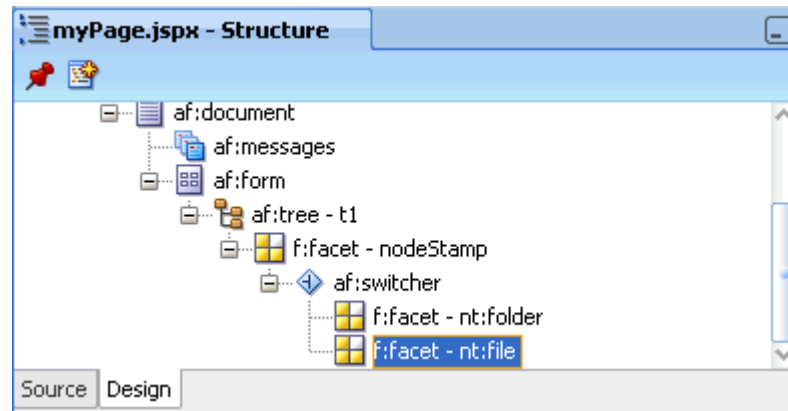 myPage.jspx - Structure
af:document
af:messages
af:form
af:tree - t1
f:facet - nodeStamp
af:switcher
f:facet - nt:folder
f:facet - nt:file
Source Design